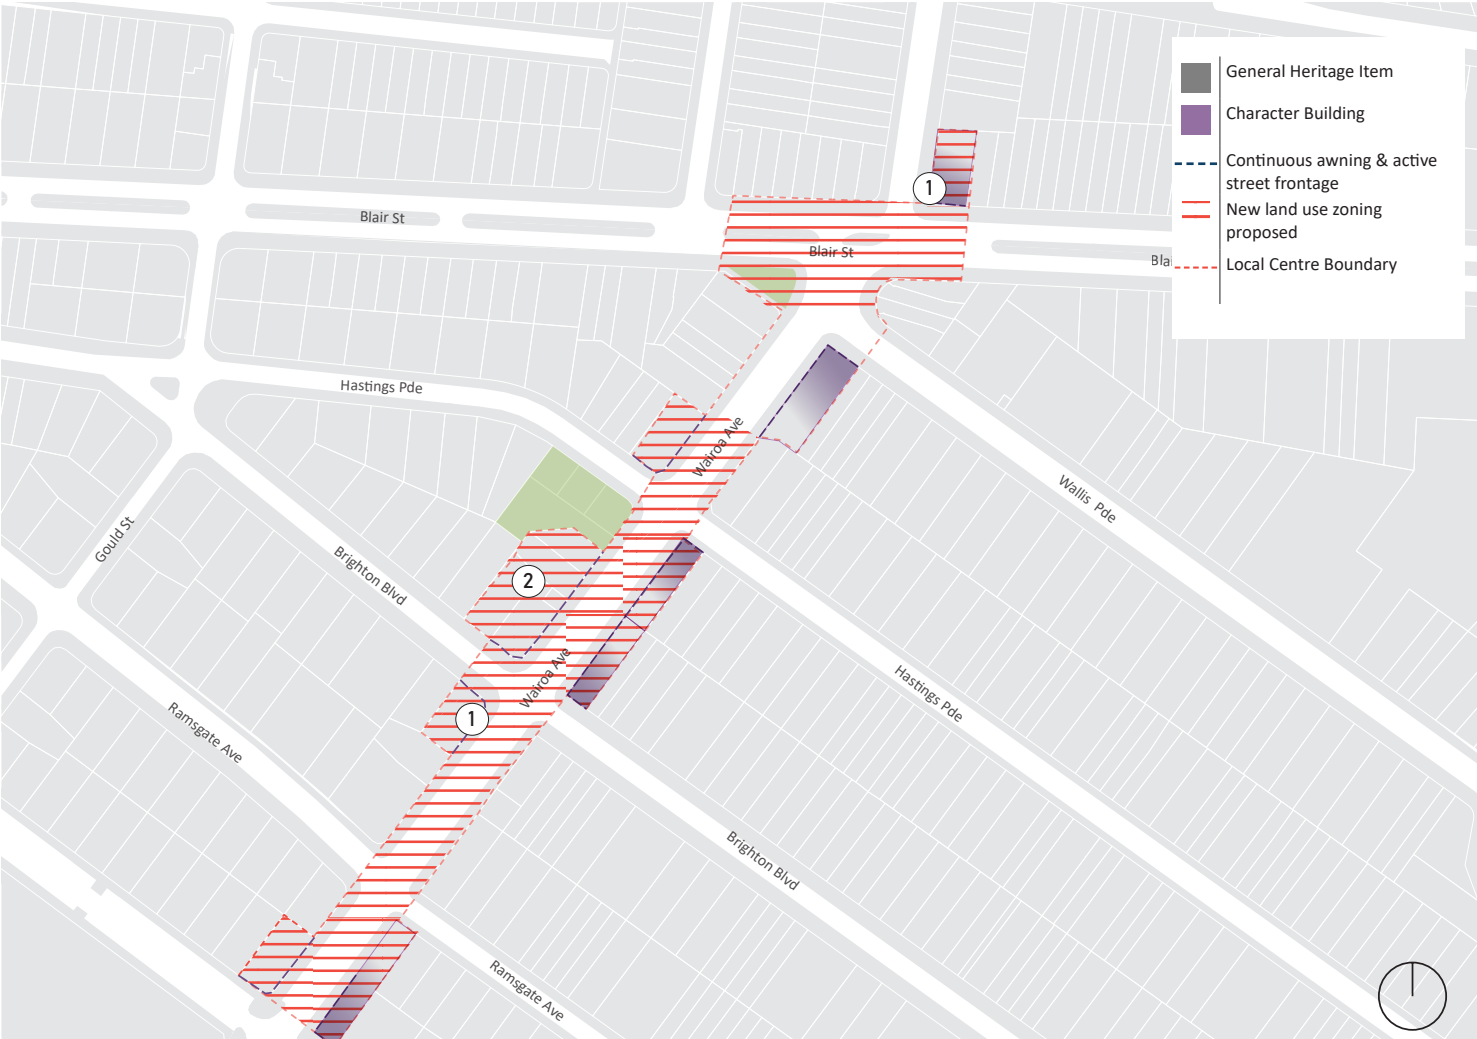 General Heritage Item
Character Building
Continuous awning & active
street frontage
New land use zoning
proposed
Local Centre Boundary
1
Blair St
Blair St
Blai
Hastings Pde
Wairoa Ave
Wallis Pde
Gould St
Brighton Blvd
2
Wairoa Ave
Hastings Pde
1
Ramsgate Ave
Brighton Blvd
Ramsgate Ave